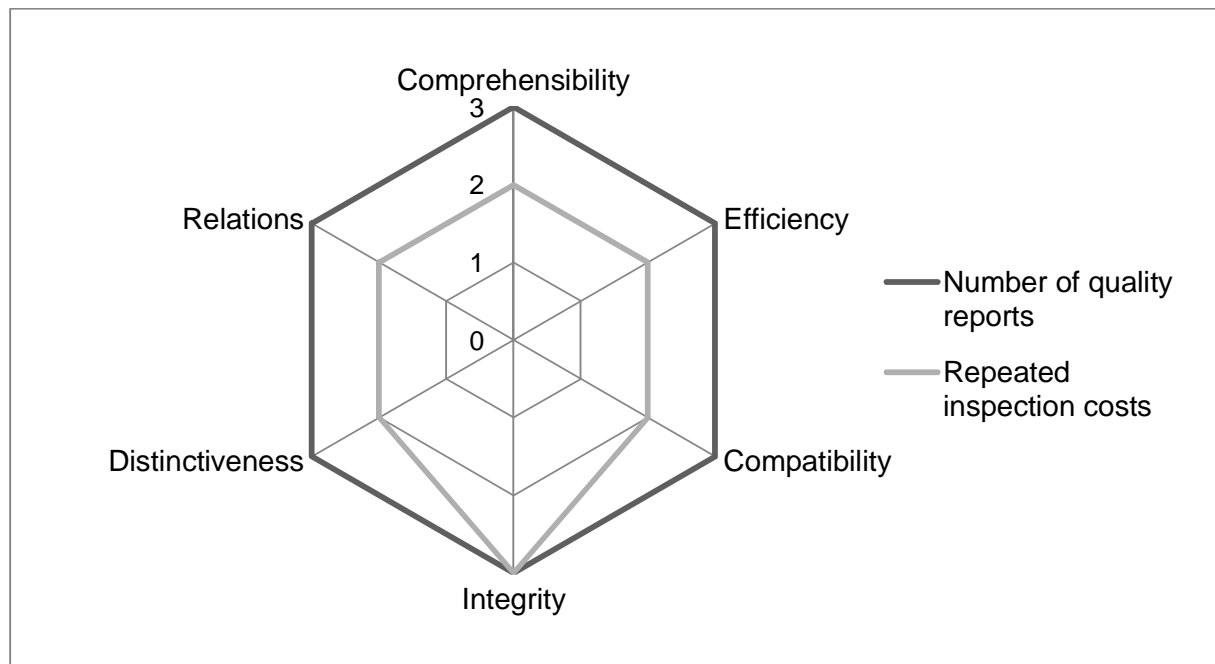 Comprehensibility
3
2
1
0
Relations
Efficiency
Distinctiveness
Compatibility
Integrity
Number of quality
reports
Repeated
inspection costs